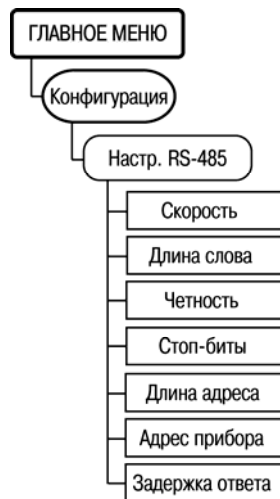 ГЛАВНОЕ МЕНЮ
Конфигурация
Настр. RS-485
Скорость
Длина слова
Четность
Стоп-биты
Длина адреса
Адрес прибора
Задержка ответа